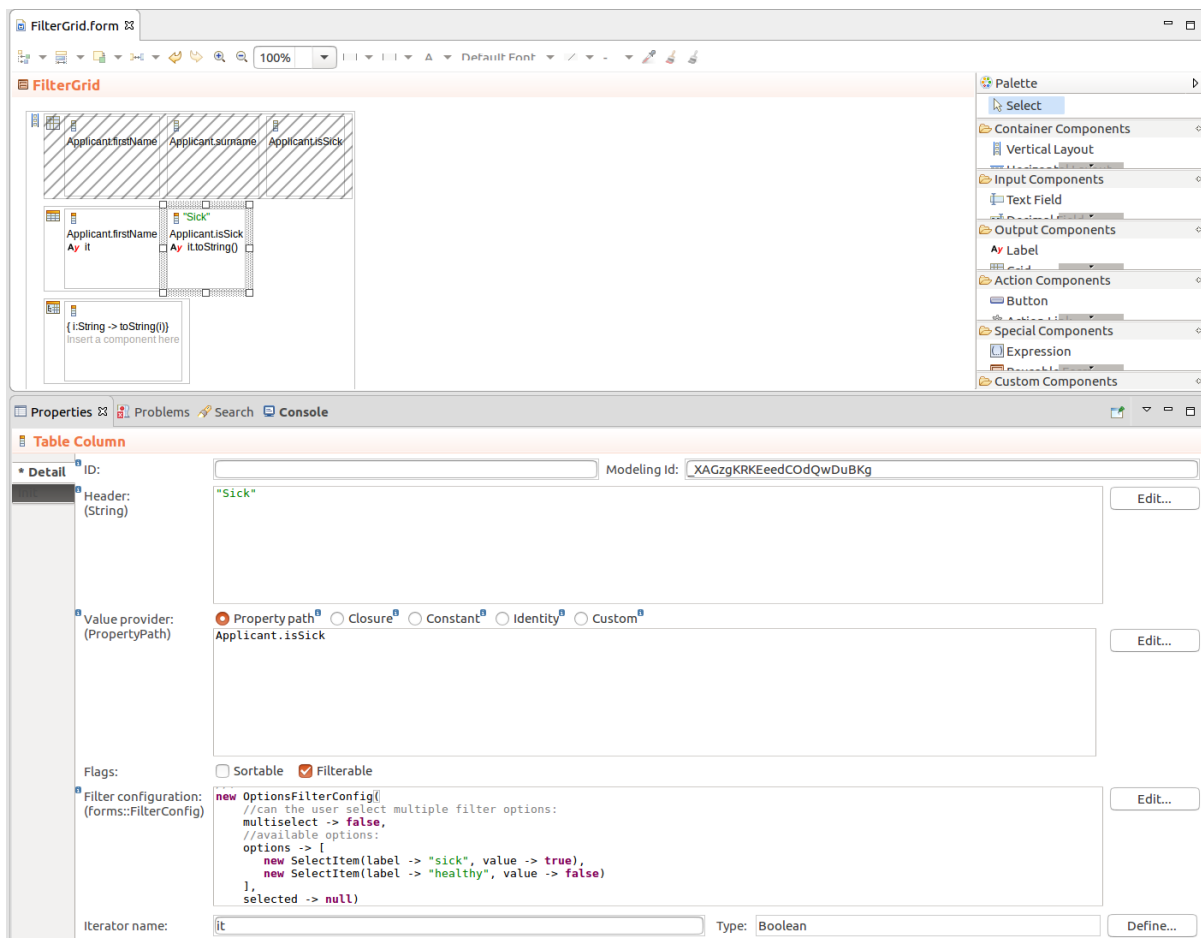 FilterGrid.form
100%
A
Default Font
FilterGrid
Palette
Select
Container Components
Vertical Layout
Input Components
Text Field
Output Components
Ay Label
Grid
Action Components
Button
Special Components
Expression
Custom Components
Applicant.firstName Applicant.surname Applicant.isSick
"Sick"
Applicant.firstName Applicant.isSick
Ay it Ay it.toString()
{ i:String -> toString(i)}
Insert a component here
Properties Problems Search Console
Table Column
* Detail
ID: Modeling Id: _XAGzgKRKEeedCOdQwDuBKg
Header:
(String)
"Sick"
Edit...
Value provider:
(PropertyPath)
Property path Closure Constant Identity Custom
Applicant.isSick
Edit...
Flags: Sortable Filterable
Filter configuration:
(forms::FilterConfig)
new OptionsFilterConfig(
//can the user select multiple filter options:
multiselect -> false,
//available options:
options -> [
new SelectItem(label -> "sick", value -> true),
new SelectItem(label -> "healthy", value -> false)
],
selected -> null)
Edit...
Iterator name: it Type: Boolean Define...